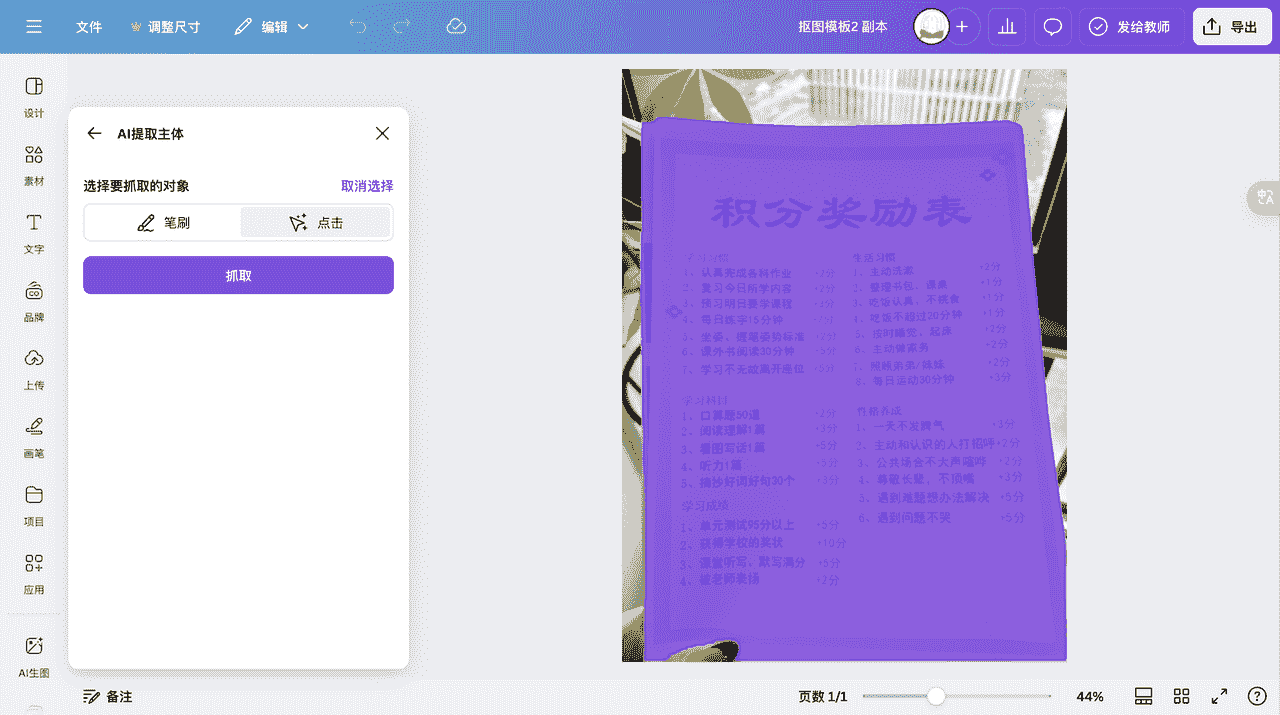 文件
调整尺寸
编辑
抠图模板2 副本
发给教师
导出
设计
素材
文字
品牌
上传
画笔
项目
应用
AI生图
AI提取主体
选择要抓取的对象
取消选择
笔刷
点击
抓取
积分奖励表
学习习惯
1、认真完成各科作业 +2分
2、复习今日所学内容 +2分
3、预习明日要学课程
4、每日练字15分钟
5、坐姿、握笔姿势标准
6、课外书阅读30分钟 +5分
7、学习不无故离开座位 +5分
学习科目
1、口算题50道 +2分
2、阅读理解1篇 +3分
3、看图写话1篇 +5分
4、听力1篇 +5分
5、摘抄好词好句30个 +3分
学习成绩
1、单元测试95分以上 +5分
2、获得学校的奖状 +10分
3、课堂听写、默写满分 +5分
4、被老师表扬 +2分
生活习惯
1、主动洗漱 +2分
2、整理书包、课桌 +1分
3、吃饭认真，不挑食 +1分
4、吃饭不超过20分钟 +1分
5、按时睡觉，起床 +2分
6、主动做家务 +2分
7、照顾弟弟/妹妹 +2分
8、每日运动30分钟 +3分
性格养成
1、一天不发脾气 +3分
2、主动和认识的人打招呼+2分
3、公共场合不大声喧哗 +2分
4、尊敬长辈，不顶嘴 +3分
5、遇到难题想办法解决 +5分
6、遇到问题不哭 +5分
备注
页数 1/1
44%